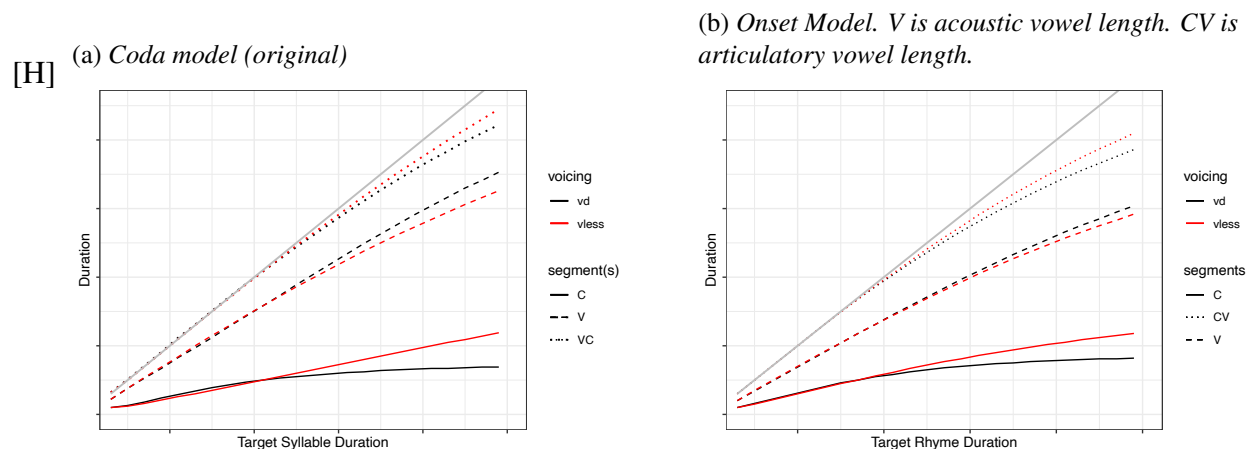 [H]
(a) Coda model (original)
Duration
Target Syllable Duration
voicing
vd
vless
segment(s)
C
V
VC
(b) Onset Model. V is acoustic vowel length. CV is
articulatory vowel length.
Duration
Target Rhyme Duration
voicing
vd
vless
segments
C
CV
V